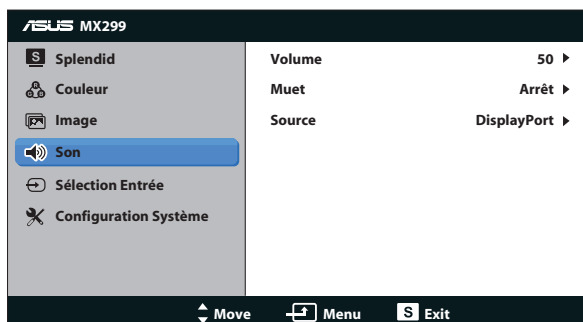 ASUS MX299
S Splendid
Couleur
Image
Son
Sélection Entrée
Configuration Système
Volume 50
Muet Arrêt
Source DisplayPort
Move Menu S Exit